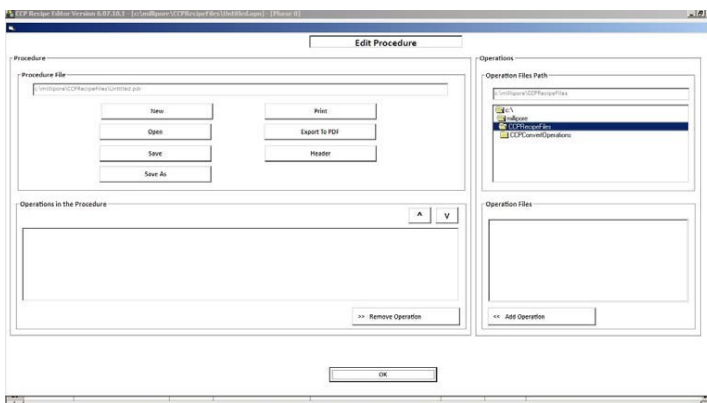 CCP Recipe Editor Version 6.07.10.1 - [c:\millipore\CCPRecipeFiles\Untitled.opn] - [Phase 0]
Edit Procedure
Procedure
Procedure File
c:\millipore\CCPRecipeFiles\Untitled.pdr
New
Print
Open
Export To PDF
Save
Header
Save As
Operations in the Procedure
^
V
>> Remove Operation
Operations
Operation Files Path
c:\millipore\CCPRecipeFiles
c:\
millipore
CCPRecipeFiles
CCPConvertOperations
Operation Files
<< Add Operation
OK